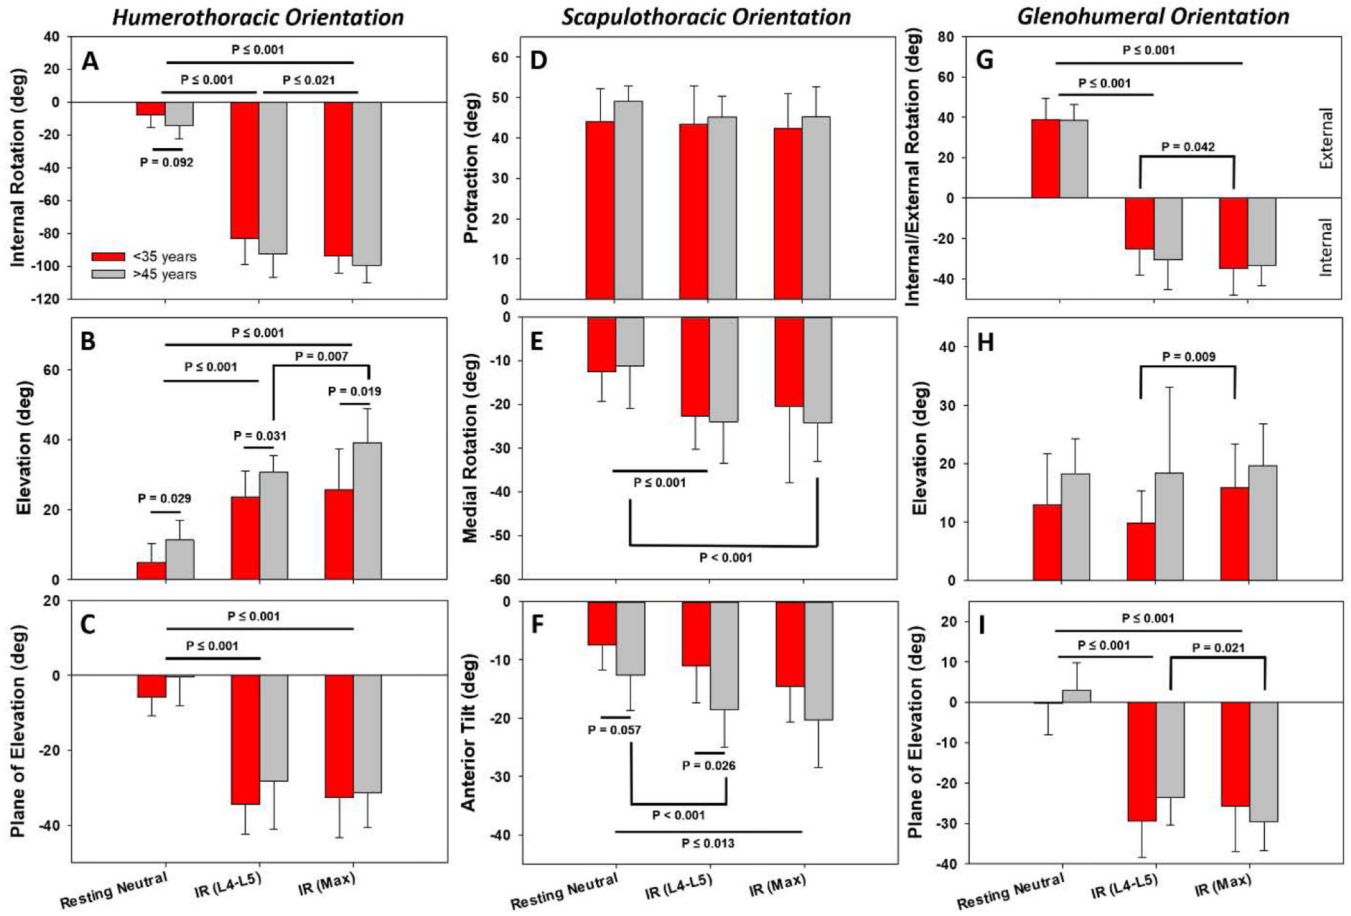 Humerothoracic Orientation
Scapulothoracic Orientation
Glenohumeral Orientation
A
Internal Rotation (deg)
40
20
0
-20
-40
-60
-80
-100
-120
P ≤ 0.001
P ≤ 0.001
P ≤ 0.021
P = 0.092
<35 years
>45 years
D
Protraction (deg)
60
50
40
30
20
10
0
G
Internal/External Rotation (deg)
80
60
40
20
0
-20
-40
P ≤ 0.001
P ≤ 0.001
P = 0.042
External
Internal
B
Elevation (deg)
60
40
20
0
P ≤ 0.001
P ≤ 0.001
P = 0.007
P = 0.019
P = 0.031
P = 0.029
E
Medial Rotation (deg)
0
-10
-20
-30
-40
-50
-60
P ≤ 0.001
P < 0.001
H
Elevation (deg)
40
30
20
10
0
P = 0.009
C
Plane of Elevation (deg)
20
0
-20
-40
P ≤ 0.001
P ≤ 0.001
Resting Neutral
IR (L4-L5)
IR (Max)
F
Anterior Tilt (deg)
0
-10
-20
-30
-40
P = 0.057
P = 0.026
P < 0.001
P ≤ 0.013
Resting Neutral
IR (L4-L5)
IR (Max)
I
Plane of Elevation (deg)
20
10
0
-10
-20
-30
-40
P ≤ 0.001
P ≤ 0.001
P = 0.021
Resting Neutral
IR (L4-L5)
IR (Max)